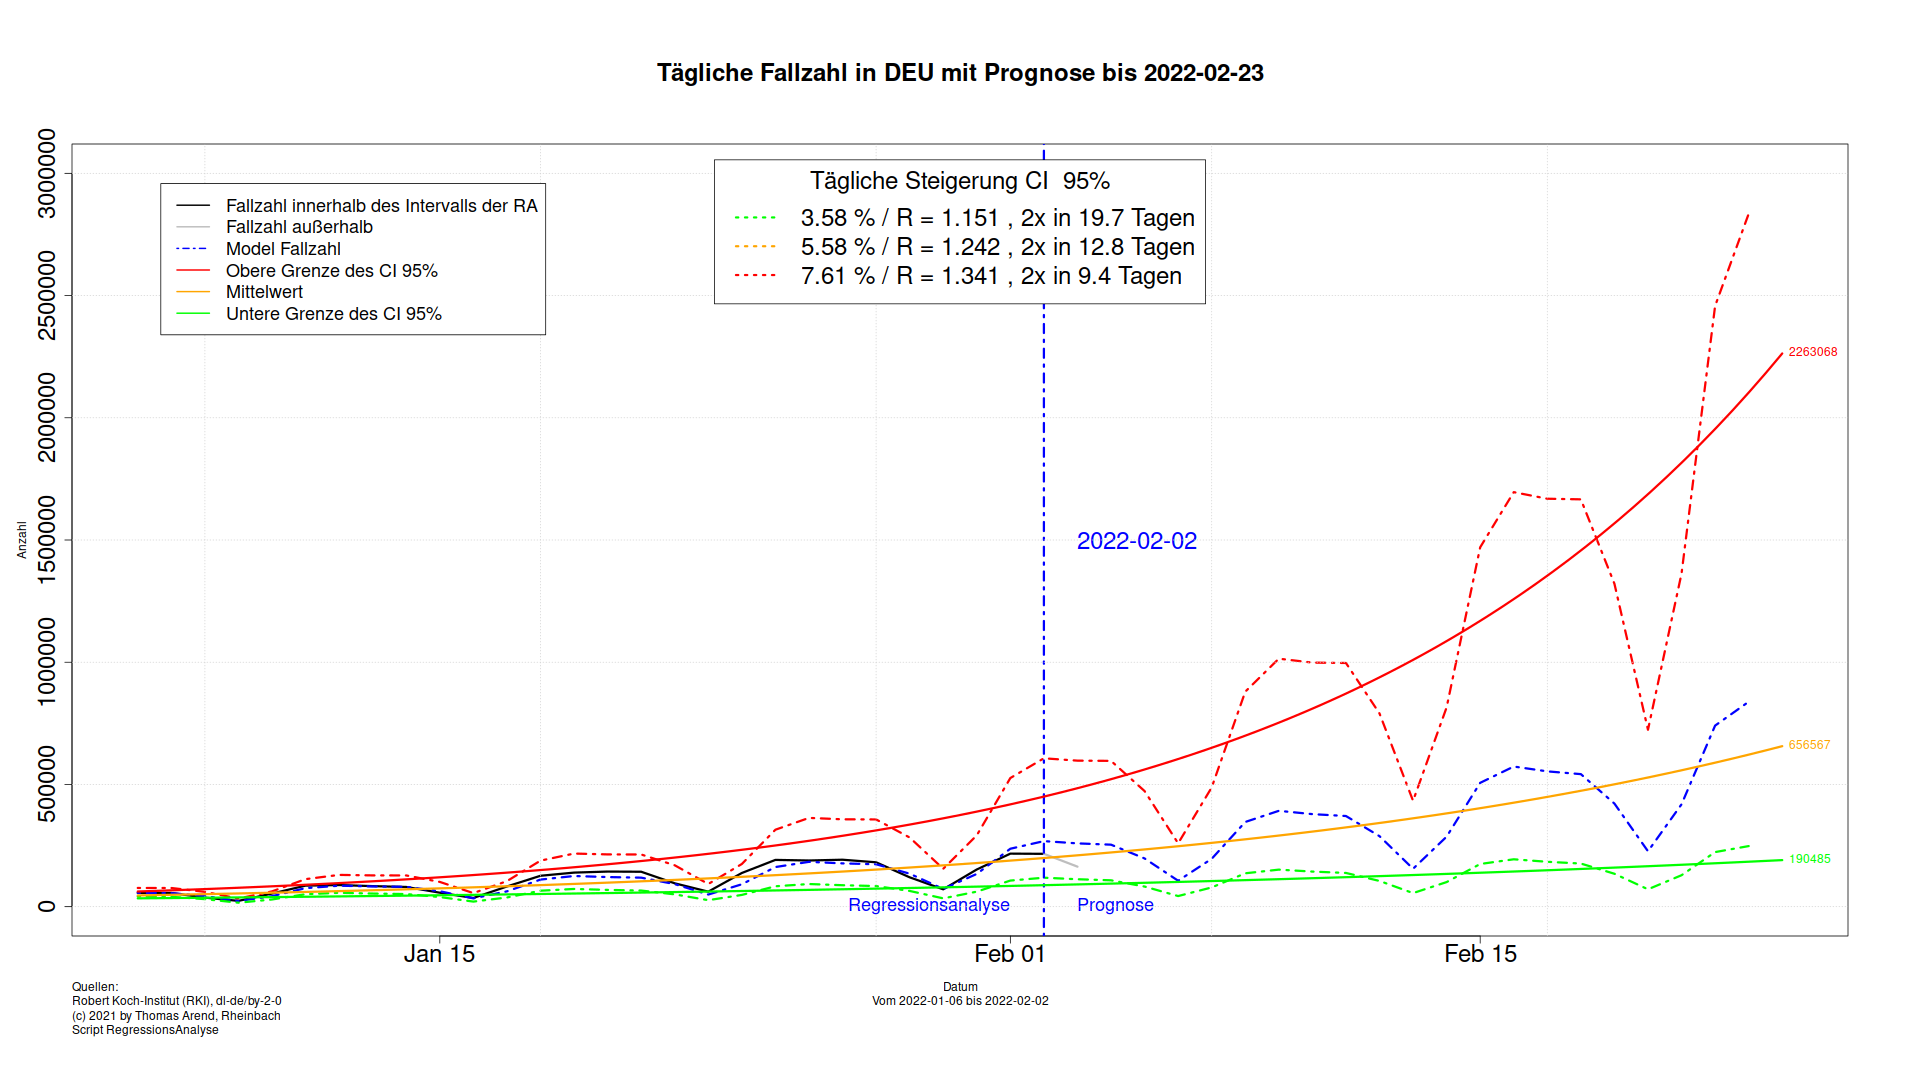 Tägliche Fallzahl in DEU mit Prognose bis 2022-02-23
Anzahl
3000000
2500000
2000000
1500000
1000000
500000
0
Fallzahl innerhalb des Intervalls der RA
Fallzahl außerhalb
Model Fallzahl
Obere Grenze des CI 95%
Mittelwert
Untere Grenze des CI 95%
Tägliche Steigerung CI  95%
3.58 % / R = 1.151 , 2x in 19.7 Tagen
5.58 % / R = 1.242 , 2x in 12.8 Tagen
7.61 % / R = 1.341 , 2x in 9.4 Tagen
2263068
2022-02-02
656567
190485
Regressionsanalyse
Prognose
Jan 15
Feb 01
Feb 15
Datum
Vom 2022-01-06 bis 2022-02-02
Quellen:
Robert Koch-Institut (RKI), dl-de/by-2-0
(c) 2021 by Thomas Arend, Rheinbach
Script RegressionsAnalyse